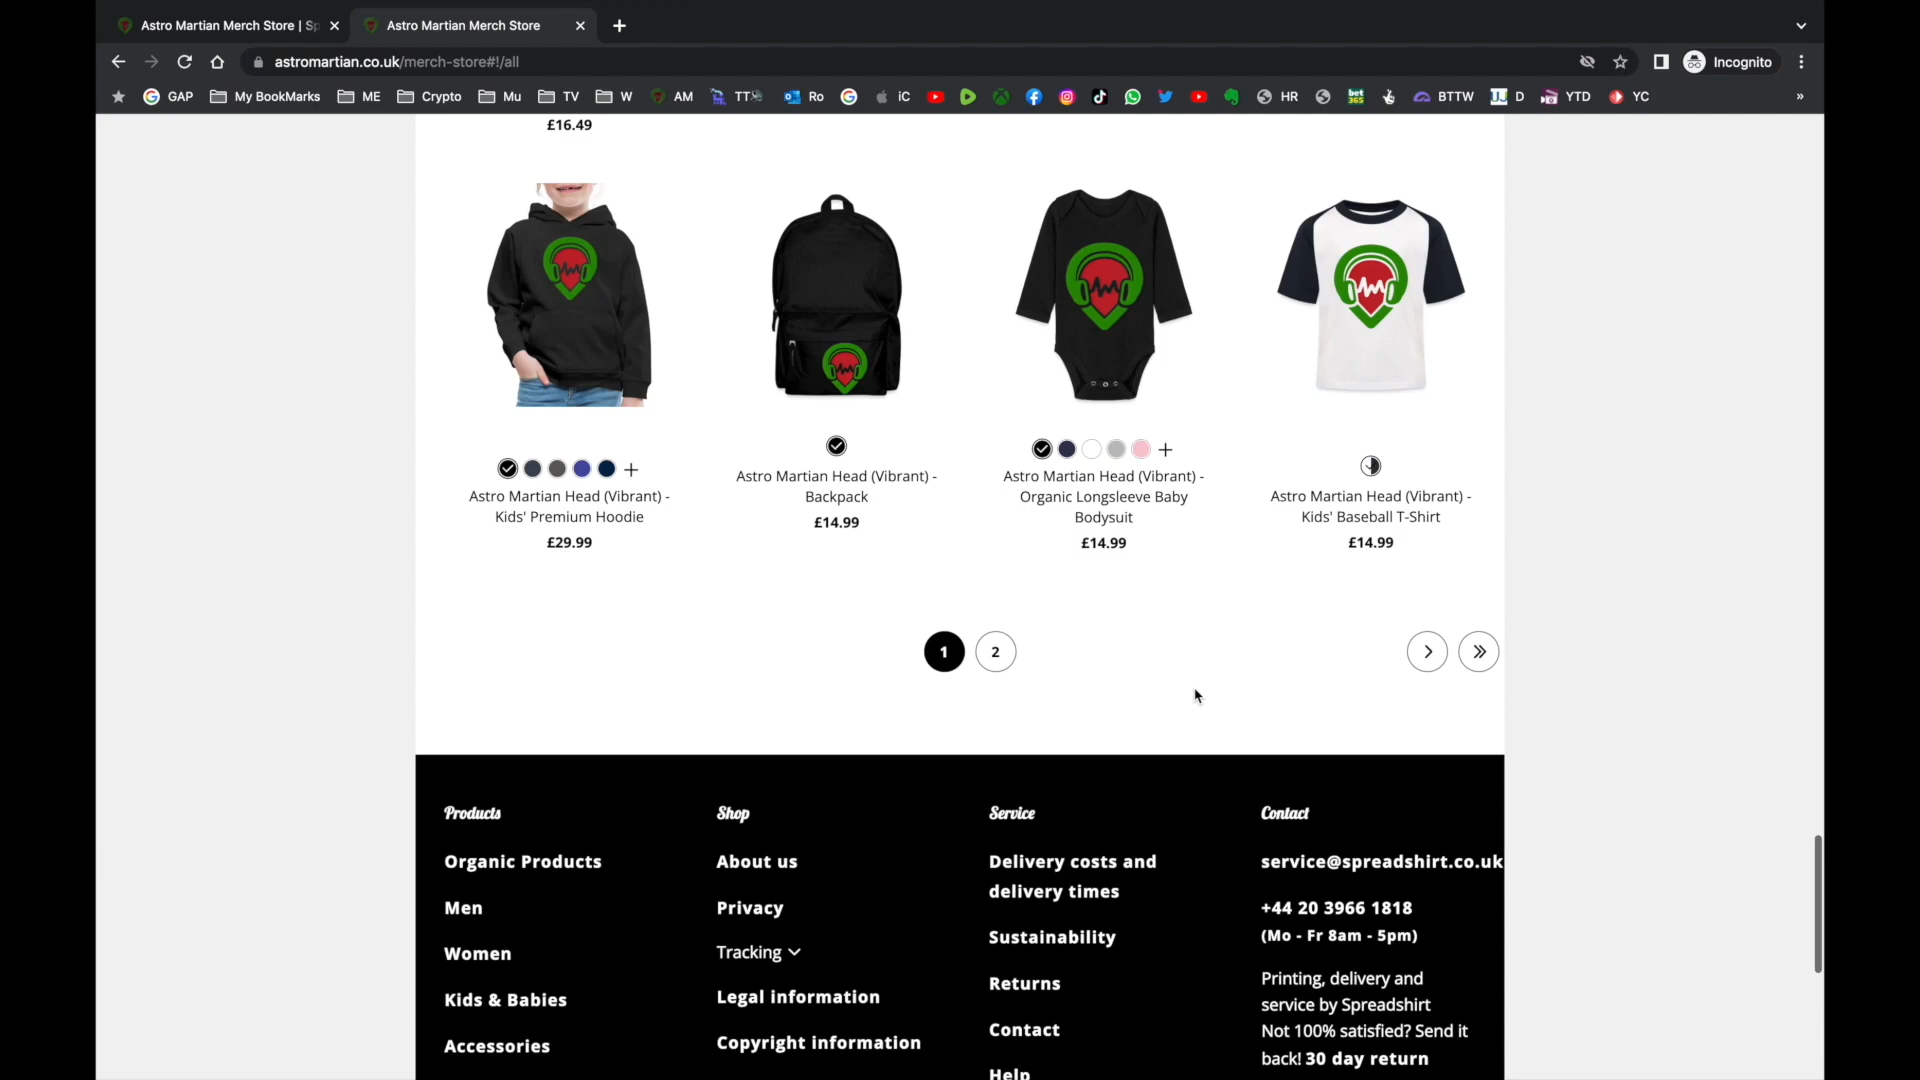 Astro Martian Merch Store | Sp
Astro Martian Merch Store
astromartian.co.uk/merch-store#!/all
Incognito
GAP
My BookMarks
ME
Crypto
Mu
TV
W
AM
TT
Ro
iC
HR
bet365
BTTW
D
YTD
YC
£16.49
Astro Martian Head (Vibrant) -
Kids' Premium Hoodie
£29.99
Astro Martian Head (Vibrant) -
Backpack
£14.99
Astro Martian Head (Vibrant) -
Organic Longsleeve Baby
Bodysuit
£14.99
Astro Martian Head (Vibrant) -
Kids' Baseball T-Shirt
£14.99
1
2
Products
Organic Products
Men
Women
Kids & Babies
Accessories
Shop
About us
Privacy
Tracking
Legal information
Copyright information
Service
Delivery costs and
delivery times
Sustainability
Returns
Contact
Help
Contact
service@spreadshirt.co.uk
+44 20 3966 1818
(Mo - Fr 8am - 5pm)
Printing, delivery and
service by Spreadshirt
Not 100% satisfied? Send it
back! 30 day return